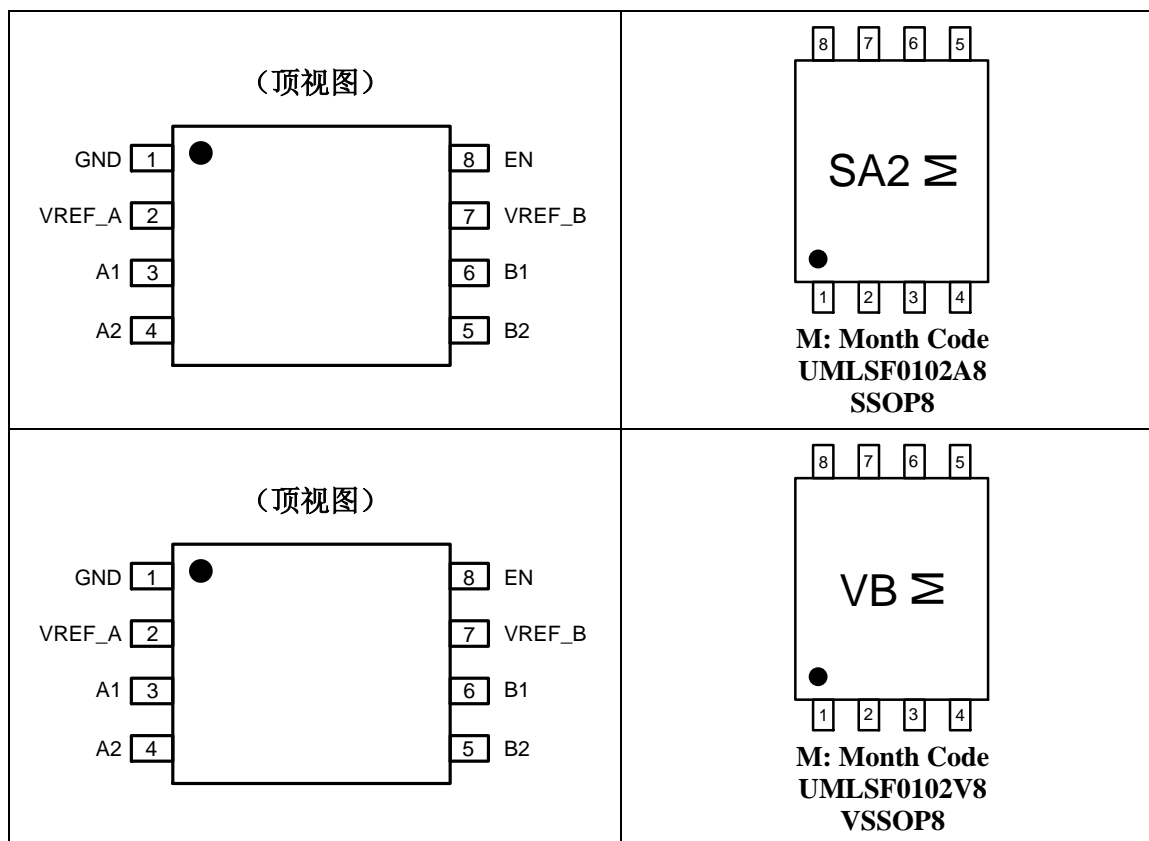 （顶视图）
GND 1 8 EN
VREF_A 2 7 VREF_B
A1 3 6 B1
A2 4 5 B2
8 7 6 5
SA2 M
1 2 3 4
M: Month Code
UMLSF0102A8
SSOP8
（顶视图）
GND 1 8 EN
VREF_A 2 7 VREF_B
A1 3 6 B1
A2 4 5 B2
8 7 6 5
VB M
1 2 3 4
M: Month Code
UMLSF0102V8
VSSOP8